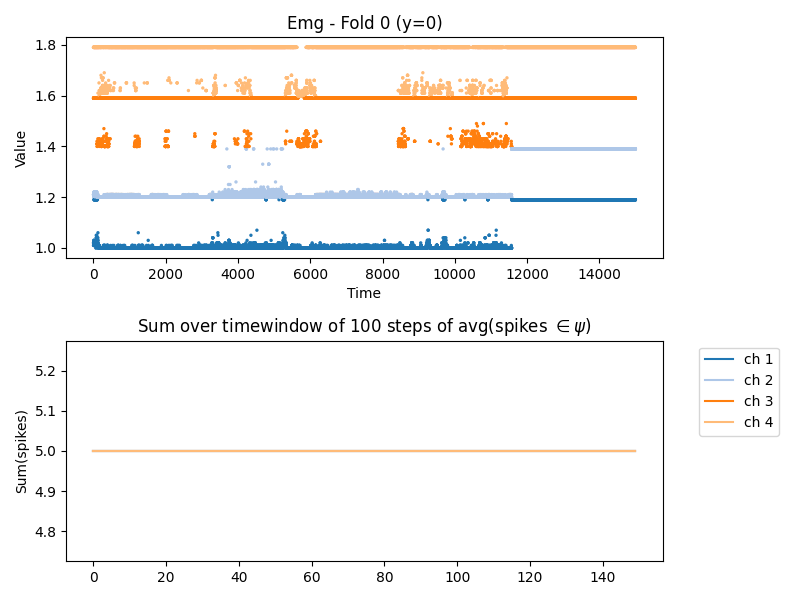 Emg - Fold 0 (y=0)
Value
1.8
1.6
1.4
1.2
1.0
0 2000 4000 6000 8000 10000 12000 14000
Time
Sum over timewindow of 100 steps of avg(spikes ∈ψ)
Sum(spikes)
5.2
5.1
5.0
4.9
4.8
0 20 40 60 80 100 120 140
ch 1
ch 2
ch 3
ch 4